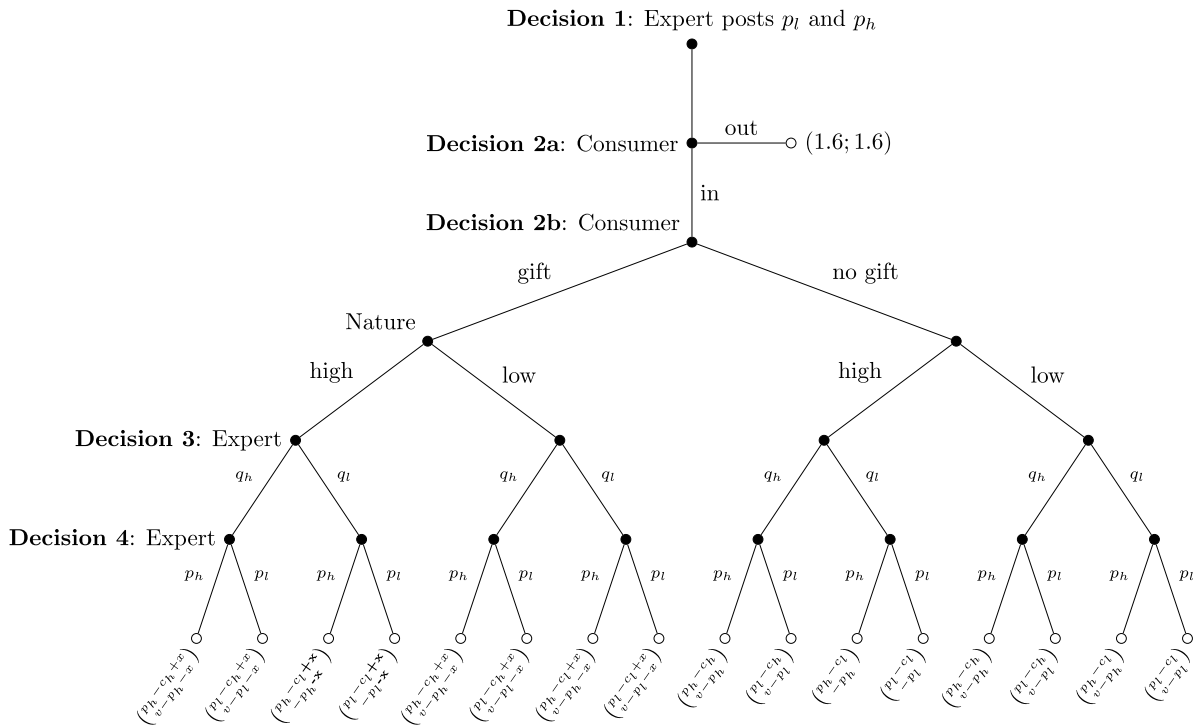 Decision 1: Expert posts p_l and p_h
out
Decision 2a: Consumer
(1.6; 1.6)
in
Decision 2b: Consumer
gift
no gift
Nature
high
low
high
low
Decision 3: Expert
q_h
q_l
q_h
q_l
q_h
q_l
q_h
q_l
Decision 4: Expert
p_h
p_l
p_h
p_l
p_h
p_l
p_h
p_l
p_h
p_l
p_h
p_l
p_h
p_l
p_h
p_l
(p_h−c_h+x
v−p_h−x)
(p_l−c_h+x
v−p_l−x)
(p_h−c_l+x
−p_h-x)
(p_l−c_l+x
−p_l-x)
(p_h−c_h+x
v−p_h−x)
(p_l−c_h+x
v−p_l−x)
(p_h−c_l+x
v−p_h−x)
(p_l−c_l+x
v−p_l−x)
(p_h−c_h
v−p_h)
(p_l−c_h
v−p_l)
(p_h−c_l
−p_h)
(p_l−c_l
−p_l)
(p_h−c_h
v−p_h)
(p_l−c_h
v−p_l)
(p_h−c_l
v−p_h)
(p_l−c_l
v−p_l)